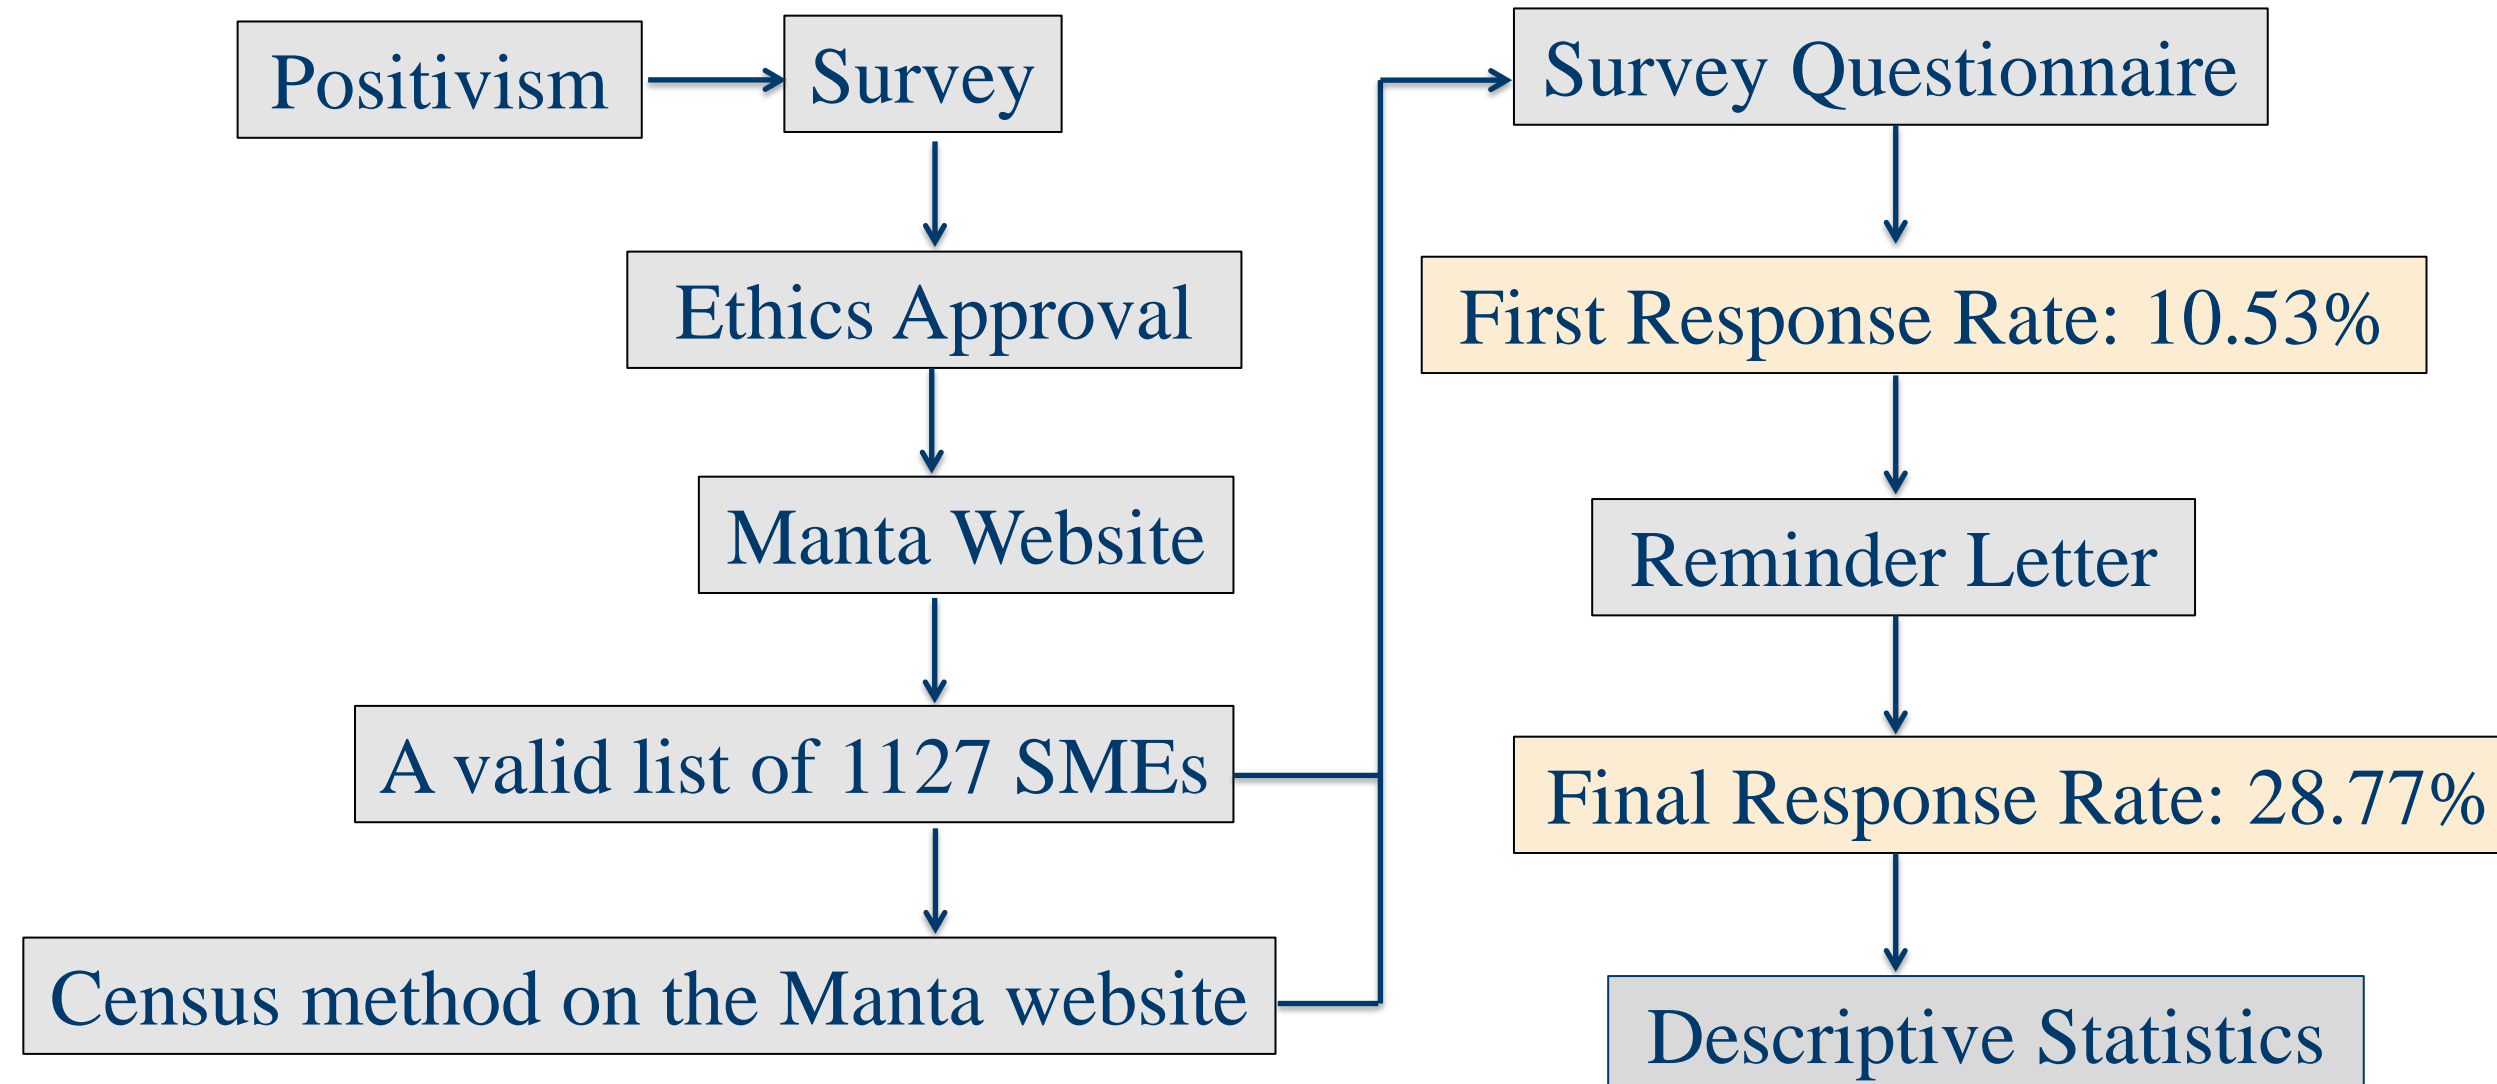 Positivism
Survey
Ethics Approval
Manta Website
A valid list of 1127 SMEs
Census method on the Manta website
Survey Questionnaire
First Response Rate: 10.53%
Reminder Letter
Final Response Rate: 28.77%
Descriptive Statistics